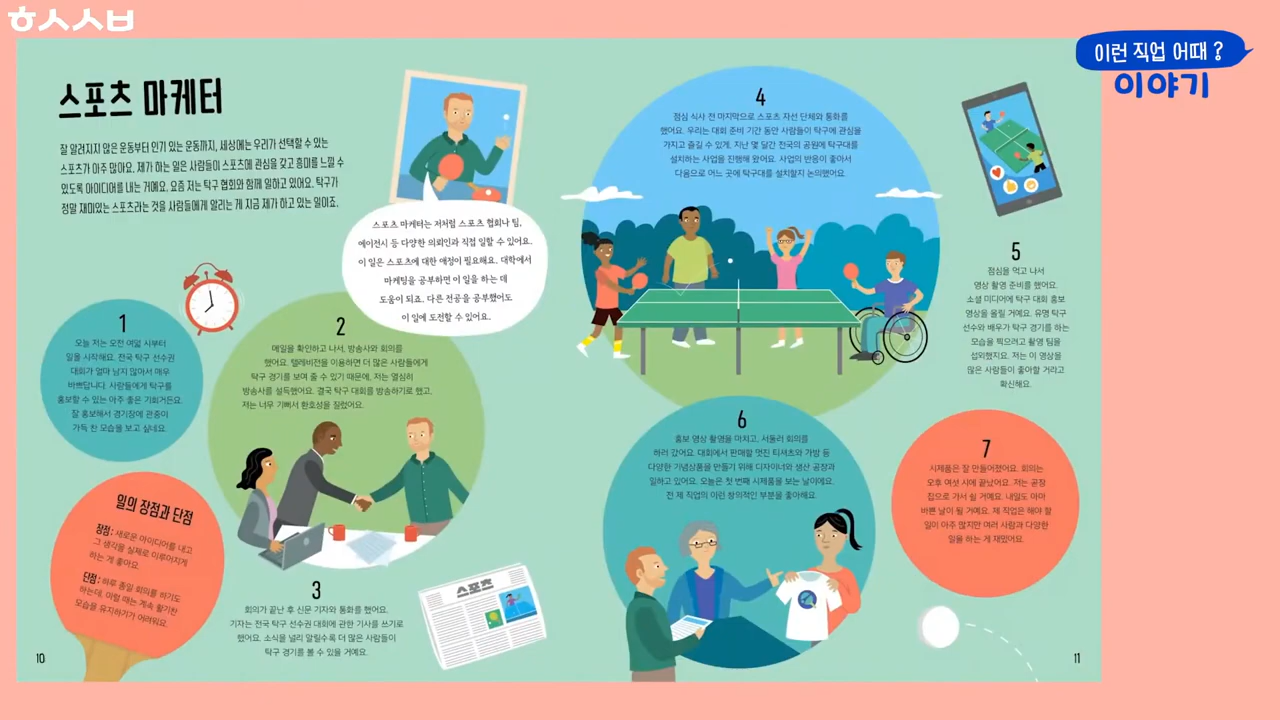 ㅎㅅㅅㅂ
이런 직업 어때?
이야기
스포츠 마케터
잘 알려지지 않은 운동부터 인기 있는 운동까지, 세상에는 우리가 선택할 수 있는
스포츠가 아주 많아요. 제가 하는 일은 사람들이 스포츠에 관심을 갖고 흥미를 느낄 수
있도록 아이디어를 내는 거예요. 요즘 저는 탁구 협회와 함께 일하고 있어요. 탁구가
정말 재미있는 스포츠라는 것을 사람들에게 알리는 게 지금 제가 하고 있는 일이죠.
스포츠 마케터는 저처럼 스포츠 협회나 팀,
에이전시 등 다양한 의뢰인과 직접 일할 수 있어요.
이 일은 스포츠에 대한 애정이 필요해요. 대학에서
마케팅을 공부하면 이 일을 하는 데
도움이 되죠. 다른 전공을 공부했어도
이 일에 도전할 수 있어요.
1
오늘 저는 오전 여덟 시부터
일을 시작해요. 전국 탁구 선수권
대회가 얼마 남지 않아서 매우
바쁘답니다. 사람들에게 탁구를
홍보할 수 있는 아주 좋은 기회거든요.
잘 홍보해서 경기장에 관중이
가득 찬 모습을 보고 싶네요.
2
메일을 확인하고 나서, 방송사와 회의를
했어요. 텔레비전을 이용하면 더 많은 사람들에게
탁구 경기를 보여 줄 수 있기 때문에, 저는 열심히
방송사를 설득했어요. 결국 탁구 대회를 방송하기로 했고,
저는 너무 기뻐서 환호성을 질렀어요.
일의 장점과 단점
장점: 새로운 아이디어를 내고
그 생각을 실제로 이루어지게
하는 게 좋아요.
단점: 하루 종일 회의를 하기도
하는데, 이럴 때는 계속 활기찬
모습을 유지하기가 어려워요.
3
회의가 끝난 후 신문 기자와 통화를 했어요.
기자는 전국 탁구 선수권 대회에 관한 기사를 쓰기로
했어요. 소식을 널리 알릴수록 더 많은 사람들이
탁구 경기를 볼 수 있을 거예요.
스포츠
10
4
점심 식사 전 마지막으로 스포츠 자선 단체와 통화를
했어요. 우리는 대회 준비 기간 동안 사람들이 탁구에 관심을
가지고 즐길 수 있게, 지난 몇 달간 전국의 공원에 탁구대를
설치하는 사업을 진행해 왔어요. 사업의 반응이 좋아서
다음으로 어느 곳에 탁구대를 설치할지 논의했어요.
5
점심을 먹고 나서
영상 촬영 준비를 했어요.
소셜 미디어에 탁구 대회 홍보
영상을 올릴 거예요. 유명 탁구
선수와 배우가 탁구 경기를 하는
모습을 찍으려고 촬영 팀을
섭외했지요. 저는 이 영상을
많은 사람들이 좋아할 거라고
확신해요.
6
홍보 영상 촬영을 마치고, 서둘러 회의를
하러 갔어요. 대회에서 판매할 멋진 티셔츠와 가방 등
다양한 기념상품을 만들기 위해 디자이너와 생산 공장과
일하고 있어요. 오늘은 첫 번째 시제품을 보는 날이에요.
전 제 직업의 이런 창의적인 부분을 좋아해요.
7
시제품은 잘 만들어졌어요. 회의는
오후 여섯 시에 끝났어요. 저는 곧장
집으로 가서 쉴 거예요. 내일도 아마
바쁜 날이 될 거예요. 제 직업은 해야 할
일이 아주 많지만 여러 사람과 다양한
일을 하는 게 재밌어요.
11